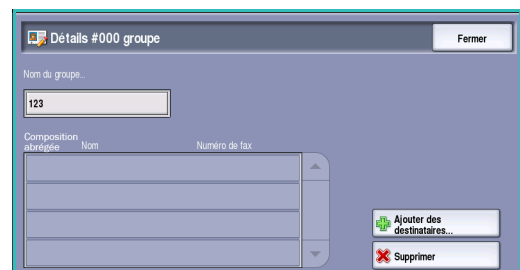 Détails #000 groupe
Fermer
Nom du groupe...
123
Composition
abrégée Nom Numéro de fax
Ajouter des
destinataires...
Supprimer